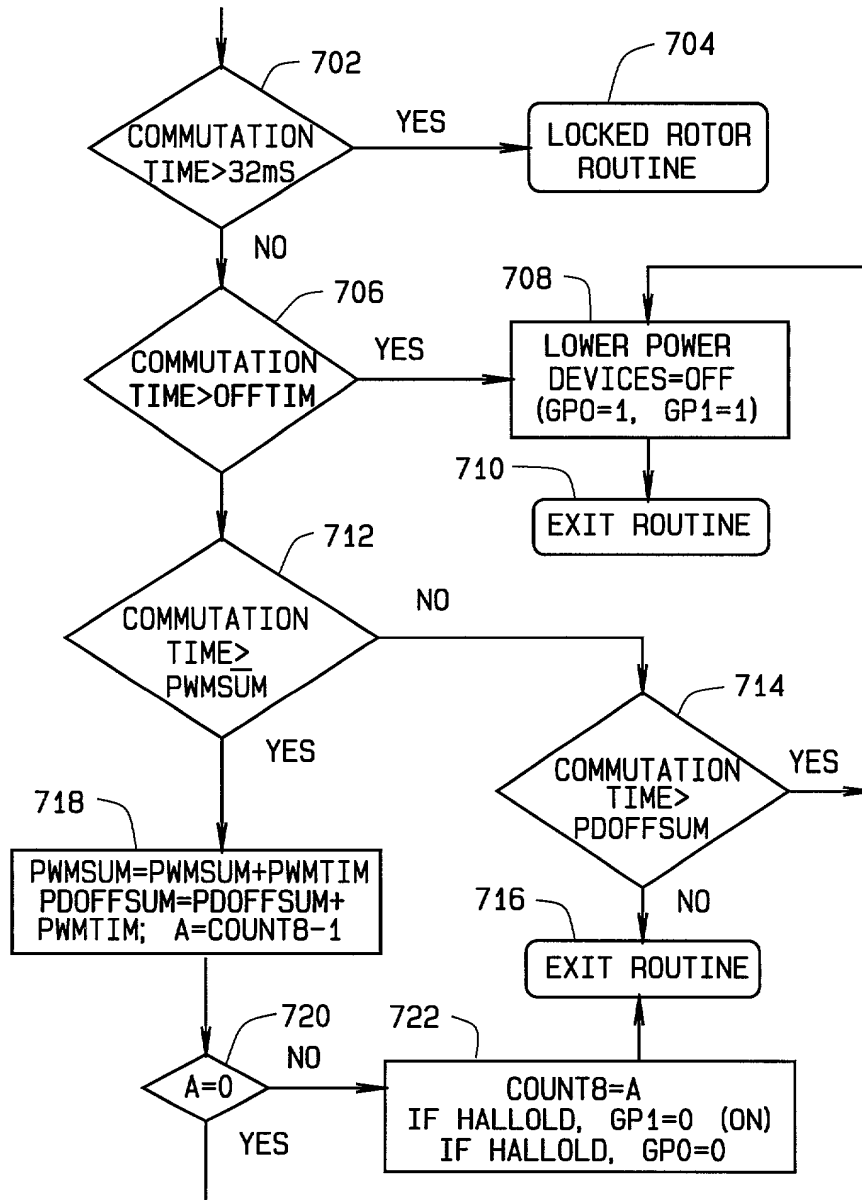 702
COMMUTATION
TIME>32mS
YES
704
LOCKED ROTOR
ROUTINE
NO
706
COMMUTATION
TIME>OFFTIM
YES
708
LOWER POWER
DEVICES=OFF
(GP0=1, GP1=1)
710
EXIT ROUTINE
712
COMMUTATION
TIME≥
PWMSUM
NO
YES
714
COMMUTATION
TIME>
PDOFFSUM
YES
NO
716
EXIT ROUTINE
718
PWMSUM=PWMSUM+PWMTIM
PDOFFSUM=PDOFFSUM+
PWMTIM; A=COUNT8-1
720
A=0
NO
YES
722
COUNT8=A
IF HALLOLD, GP1=0 (ON)
IF HALLOLD, GP0=0